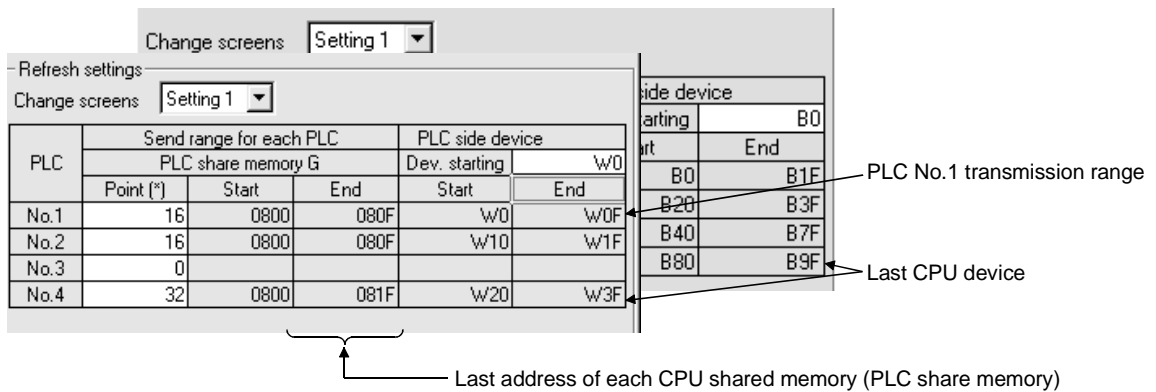 Change screens Setting 1
Refresh settings
Change screens Setting 1
side device
PLC Send range for each PLC PLC side device
arting B0
PLC share memory G Dev. starting W0
End
Point (*) Start End Start End
B0 B1F
PLC No.1 transmission range
No.1 16 0800 080F W0 W0F
B20 B3F
No.2 16 0800 080F W10 W1F
B40 B7F
No.3 0
B80 B9F
Last CPU device
No.4 32 0800 081F W20 W3F
Last address of each CPU shared memory (PLC share memory)